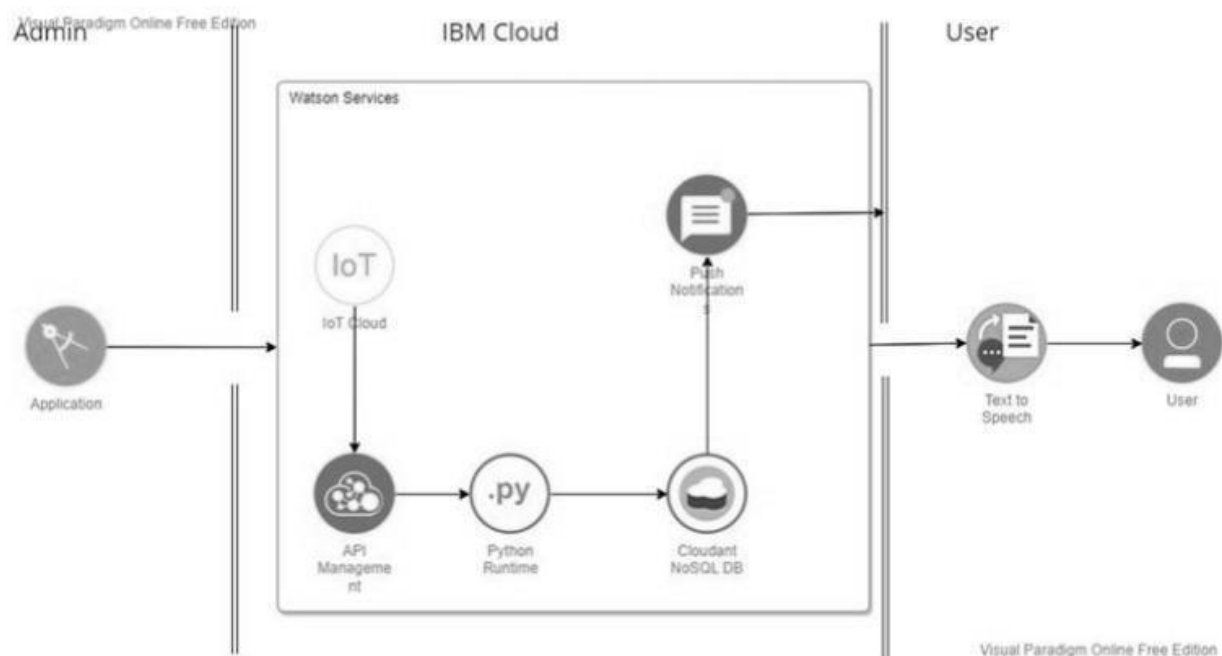 Visual Paradigm Online Free Edition
Admin
IBM Cloud
User
Watson Services
IoT
IoT Cloud
Push
Notification
s
Application
Text to
Speech
User
.py
API
Manageme
nt
Python
Runtime
Cloudant
NoSQL DB
Visual Paradigm Online Free Edition